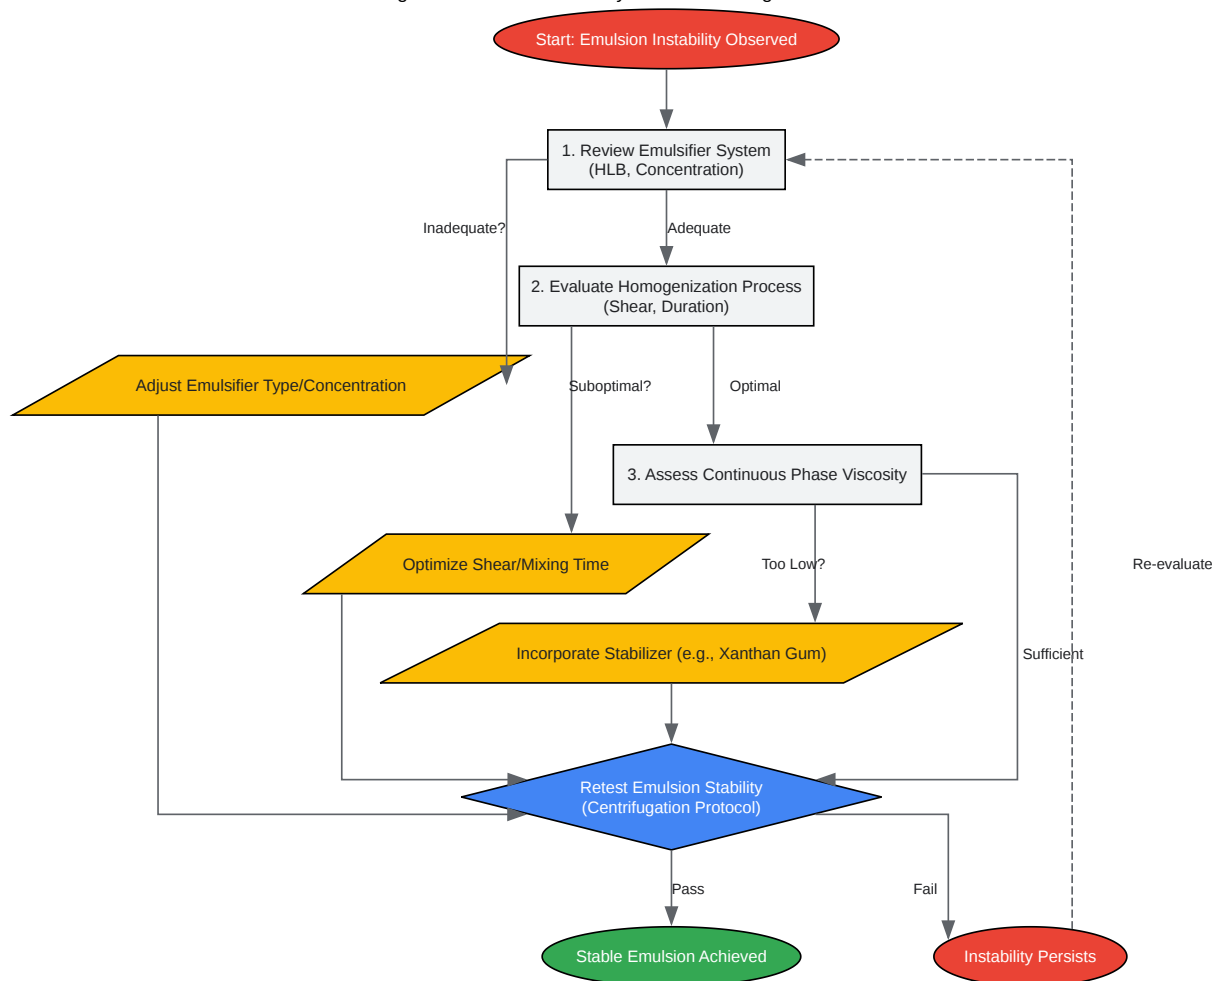 Start: Emulsion Instability Observed
1. Review Emulsifier System
(HLB, Concentration)
Inadequate?
Adequate
2. Evaluate Homogenization Process
(Shear, Duration)
Adjust Emulsifier Type/Concentration
Suboptimal?
Optimal
3. Assess Continuous Phase Viscosity
Optimize Shear/Mixing Time
Too Low?
Re-evaluate
Incorporate Stabilizer (e.g., Xanthan Gum)
Sufficient
Retest Emulsion Stability
(Centrifugation Protocol)
Pass
Fail
Stable Emulsion Achieved
Instability Persists